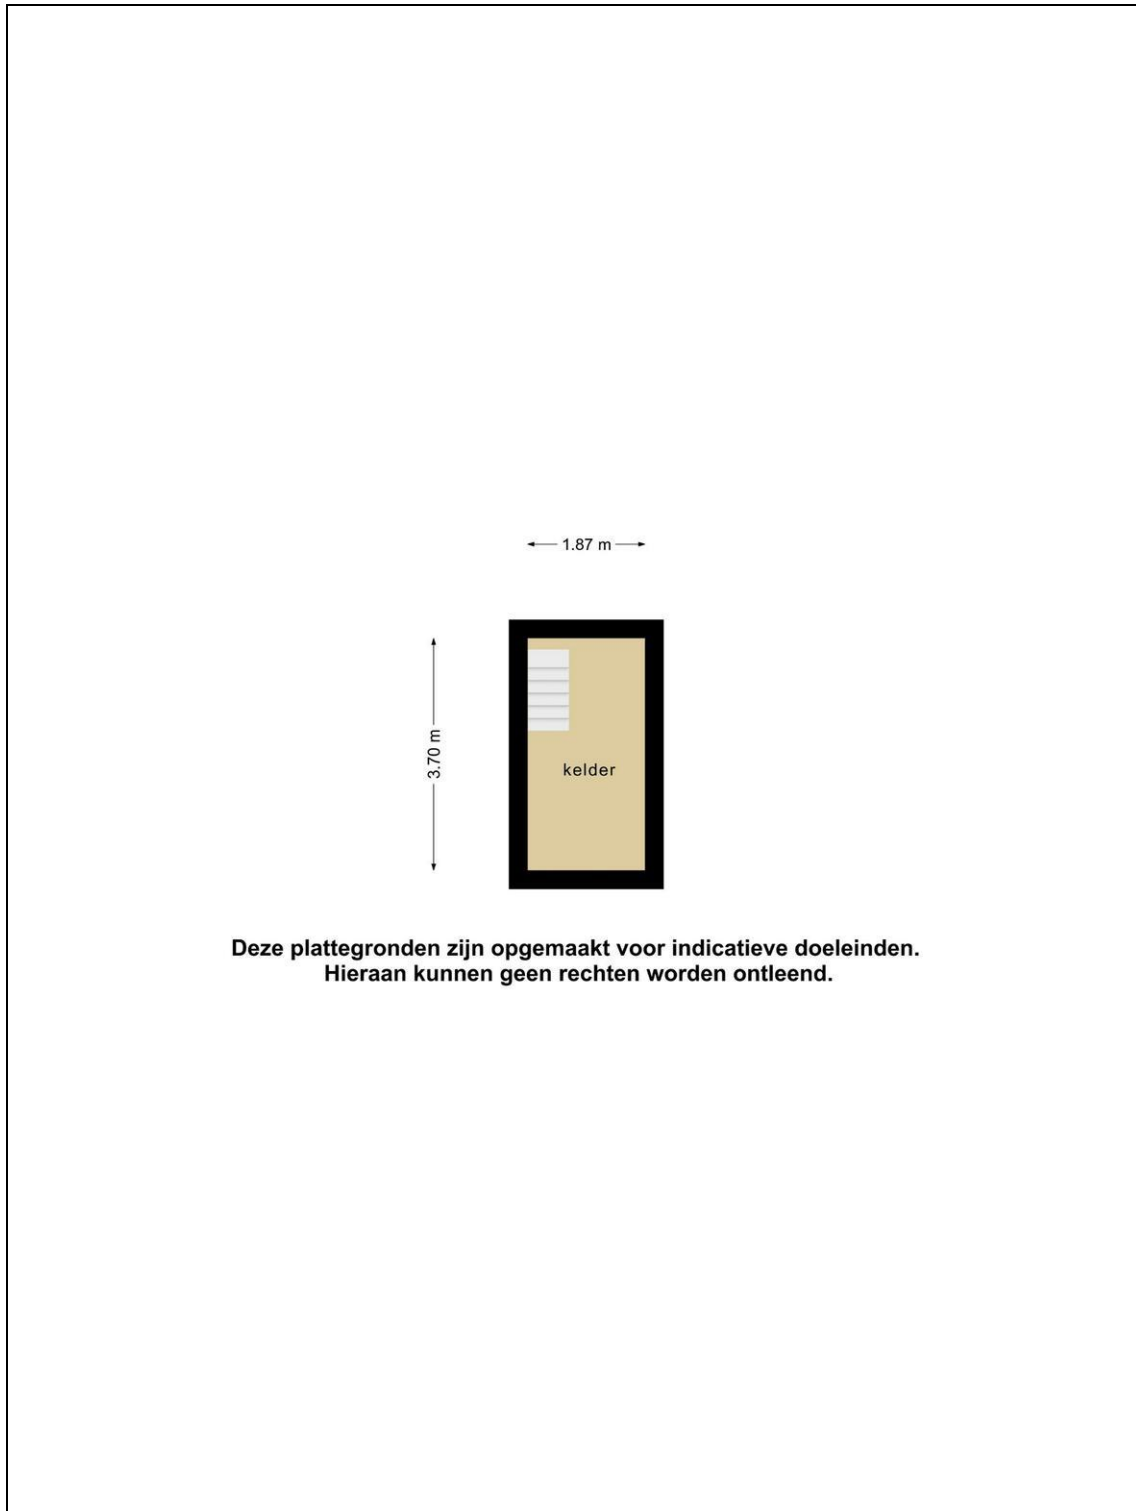 1.87 m
3.70 m
kelder
Deze plattegronden zijn opgemaakt voor indicatieve doeleinden.
Hieraan kunnen geen rechten worden ontleend.